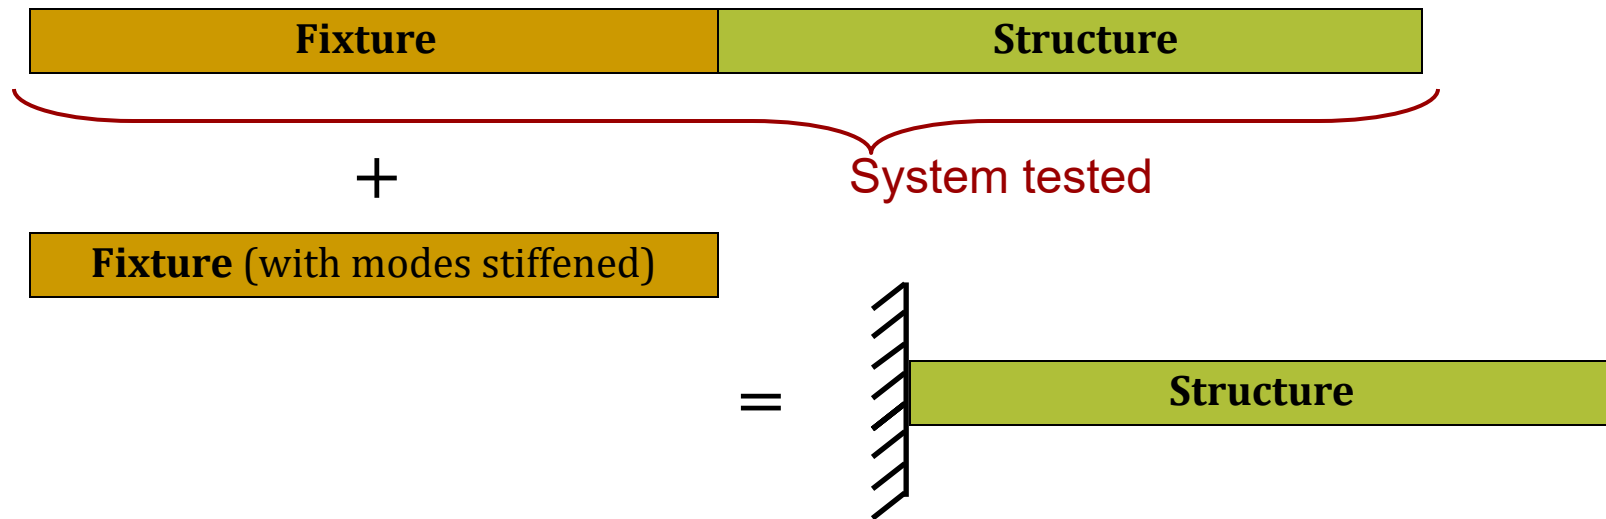 Fixture
Structure
+
System tested
Fixture (with modes stiffened)
=
Structure